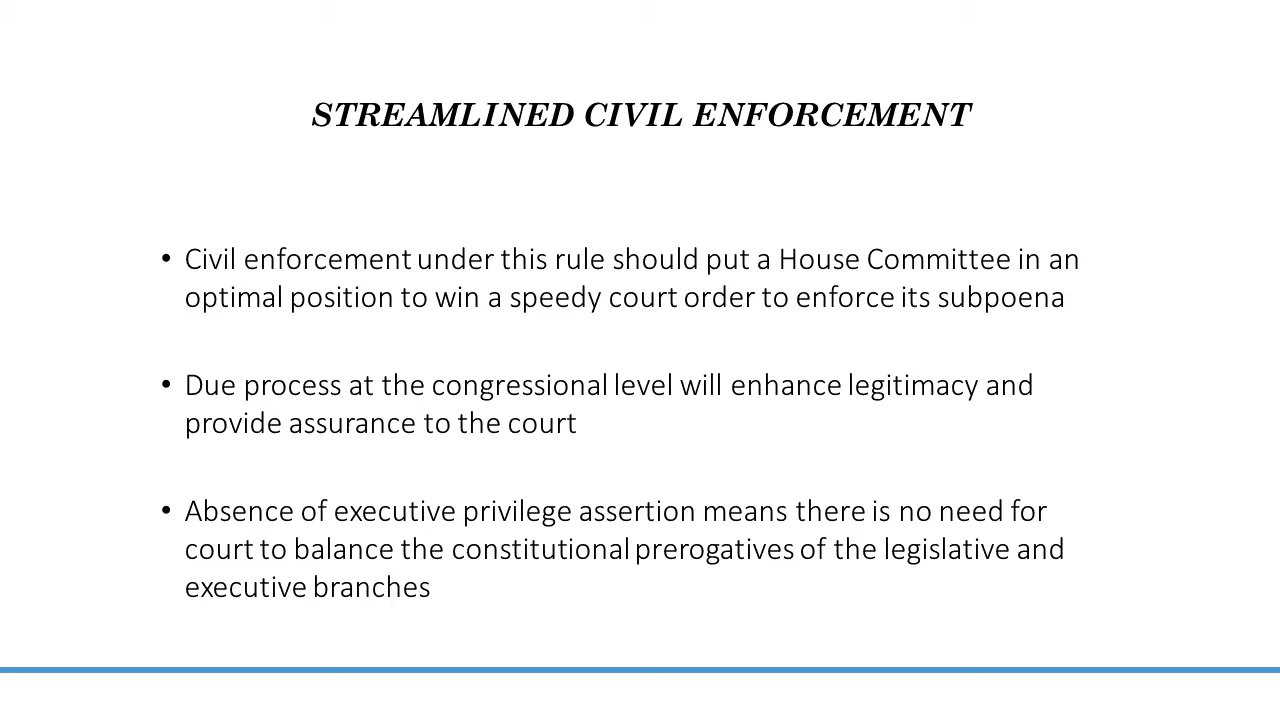 STREAMLINED CIVIL ENFORCEMENT
• Civil enforcement under this rule should put a House Committee in an
optimal position to win a speedy court order to enforce its subpoena
• Due process at the congressional level will enhance legitimacy and
provide assurance to the court
• Absence of executive privilege assertion means there is no need for
court to balance the constitutional prerogatives of the legislative and
executive branches